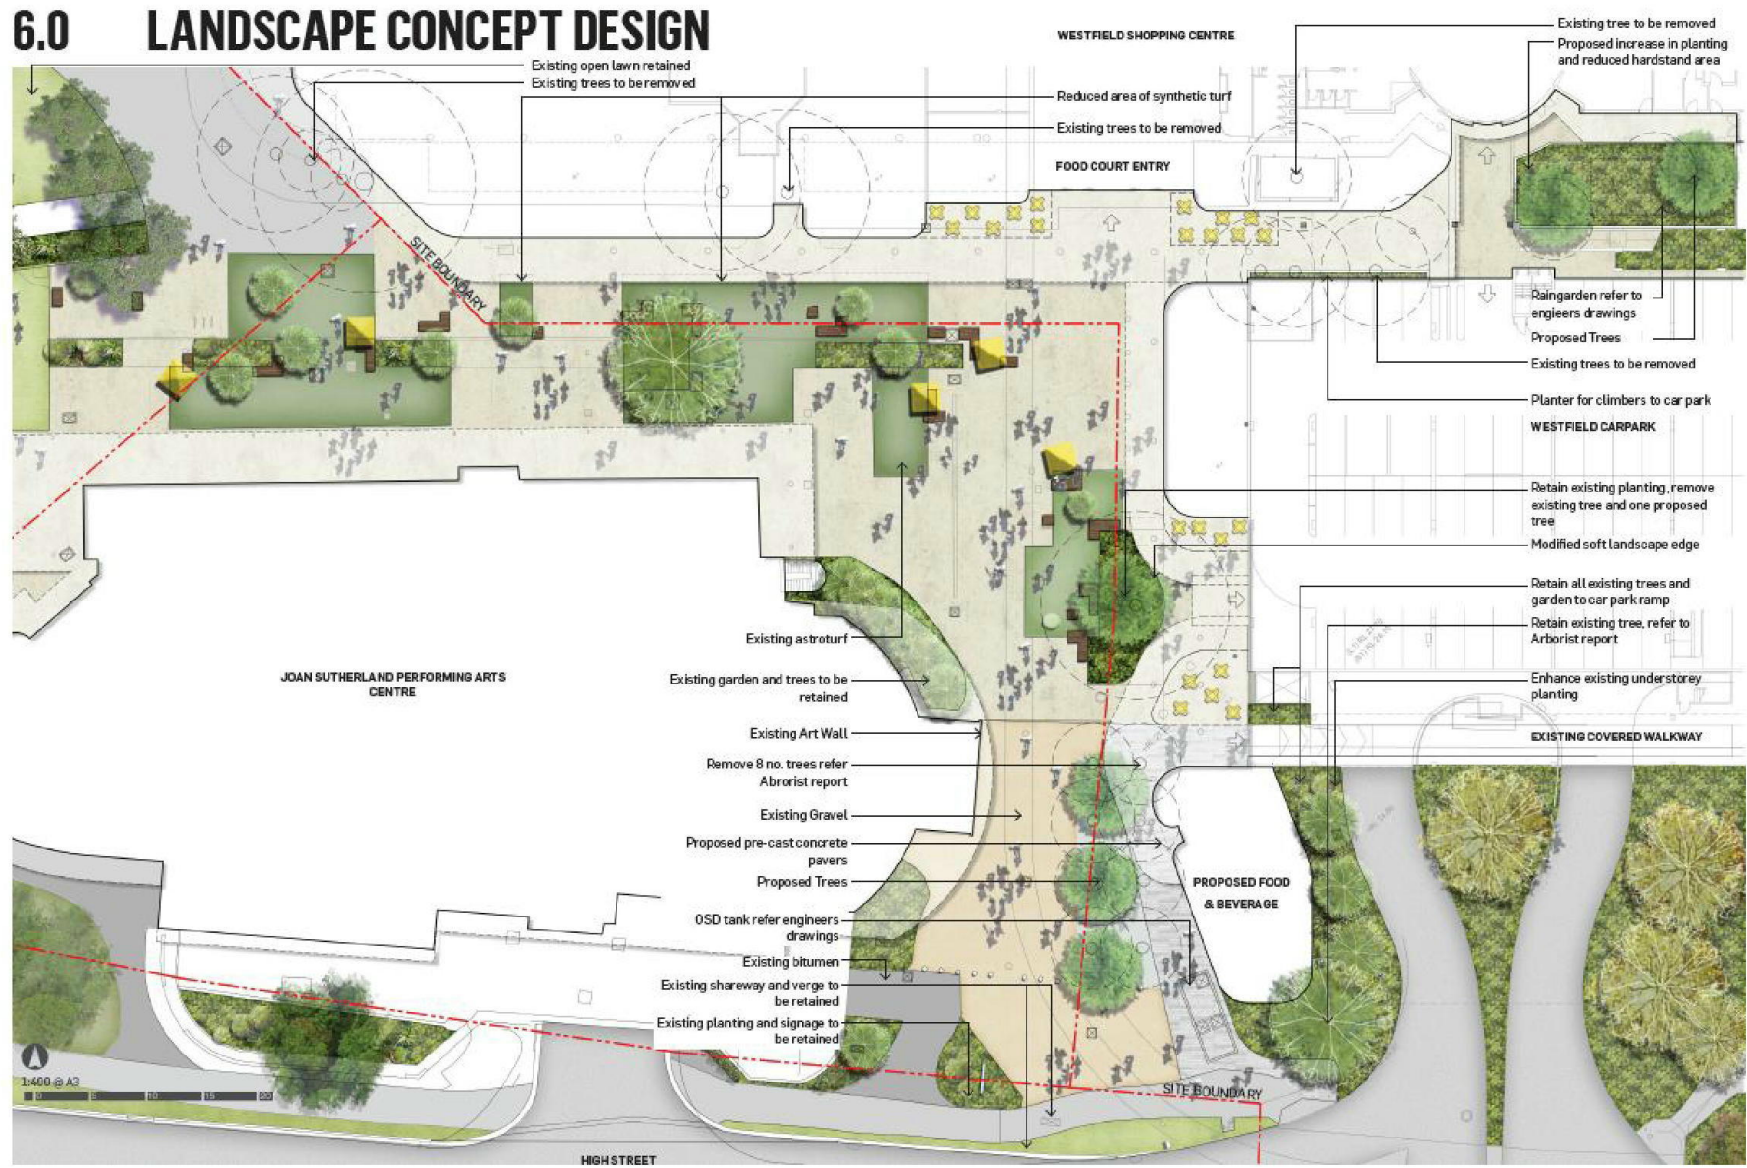 6.0 LANDSCAPE CONCEPT DESIGN
Existing open lawn retained
Existing trees to be removed
WESTFIELD SHOPPING CENTRE
Existing tree to be removed
Proposed increase in planting
and reduced hardstand area
Reduced area of synthetic turf
Existing trees to be removed
FOOD COURT ENTRY
SITE BOUNDARY
Raingarden refer to
engieers drawings
Proposed Trees
Existing trees to be removed
Planter for climbers to car park
WESTFIELD CARPARK
Retain existing planting, remove
existing tree and one proposed
tree
Modified soft landscape edge
Retain all existing trees and
garden to car park ramp
Retain existing tree, refer to
Arborist report
Enhance existing understorey
planting
EXISTING COVERED WALKWAY
JOAN SUTHERLAND PERFORMING ARTS
CENTRE
Existing astroturf
Existing garden and trees to be
retained
Existing Art Wall
Remove 8 no. trees refer
Abrorist report
Existing Gravel
Proposed pre-cast concrete
pavers
Proposed Trees
OSD tank refer engineers
drawings
Existing bitumen
Existing shareway and verge to
be retained
Existing planting and signage to
be retained
PROPOSED FOOD
& BEVERAGE
SITE BOUNDARY
1:400 @ A3
0 5 10 15 20
HIGH STREET